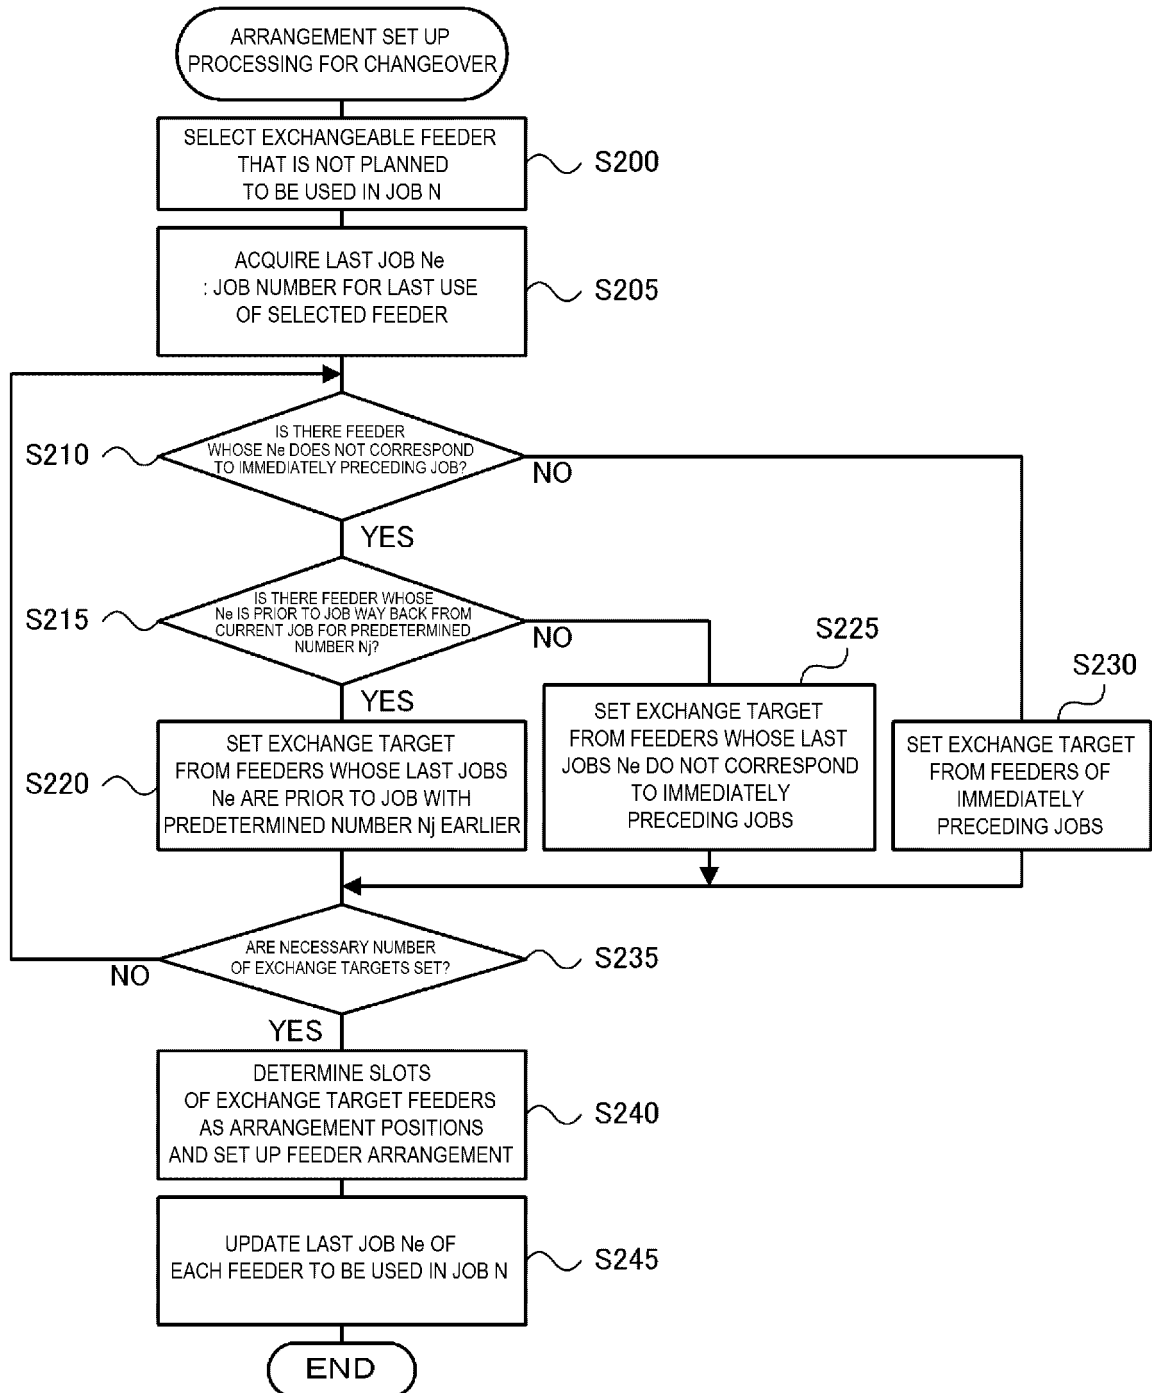 ARRANGEMENT SET UP
PROCESSING FOR CHANGEOVER
SELECT EXCHANGEABLE FEEDER
THAT IS NOT PLANNED
TO BE USED IN JOB N
S200
ACQUIRE LAST JOB Ne
: JOB NUMBER FOR LAST USE
OF SELECTED FEEDER
S205
S210
IS THERE FEEDER
WHOSE Ne DOES NOT CORRESPOND
TO IMMEDIATELY PRECEDING JOB?
NO
YES
S215
IS THERE FEEDER WHOSE
Ne IS PRIOR TO JOB WAY BACK FROM
CURRENT JOB FOR PREDETERMINED
NUMBER Nj?
NO
YES
S225
S230
S220
SET EXCHANGE TARGET
FROM FEEDERS WHOSE LAST JOBS
Ne ARE PRIOR TO JOB WITH
PREDETERMINED NUMBER Nj EARLIER
SET EXCHANGE TARGET
FROM FEEDERS WHOSE LAST
JOBS Ne DO NOT CORRESPOND
TO IMMEDIATELY
PRECEDING JOBS
SET EXCHANGE TARGET
FROM FEEDERS OF
IMMEDIATELY
PRECEDING JOBS
ARE NECESSARY NUMBER
OF EXCHANGE TARGETS SET?
S235
NO
YES
DETERMINE SLOTS
OF EXCHANGE TARGET FEEDERS
AS ARRANGEMENT POSITIONS
AND SET UP FEEDER ARRANGEMENT
S240
UPDATE LAST JOB Ne OF
EACH FEEDER TO BE USED IN JOB N
S245
END